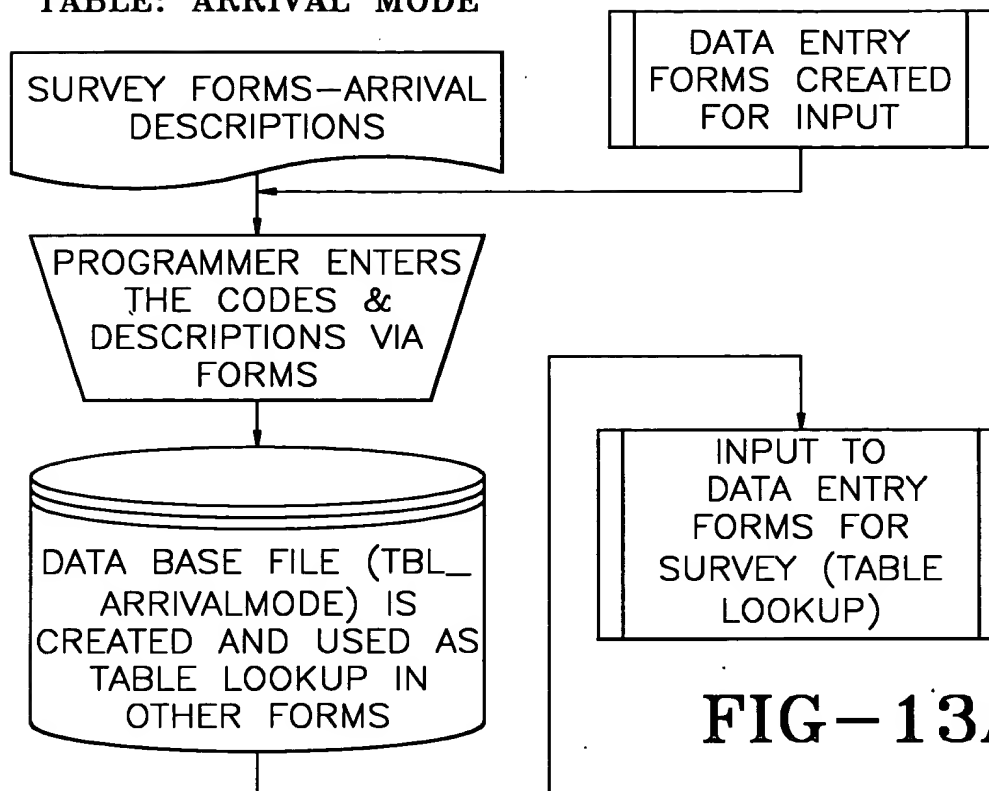 TABLE: ARRIVAL MODE
SURVEY FORMS—ARRIVAL
DESCRIPTIONS
DATA ENTRY
FORMS CREATED
FOR INPUT
PROGRAMMER ENTERS
THE CODES &
DESCRIPTIONS VIA
FORMS
DATA BASE FILE (TBL_
ARRIVALMODE) IS
CREATED AND USED AS
TABLE LOOKUP IN
OTHER FORMS
INPUT TO
DATA ENTRY
FORMS FOR
SURVEY (TABLE
LOOKUP)
FIG—13A